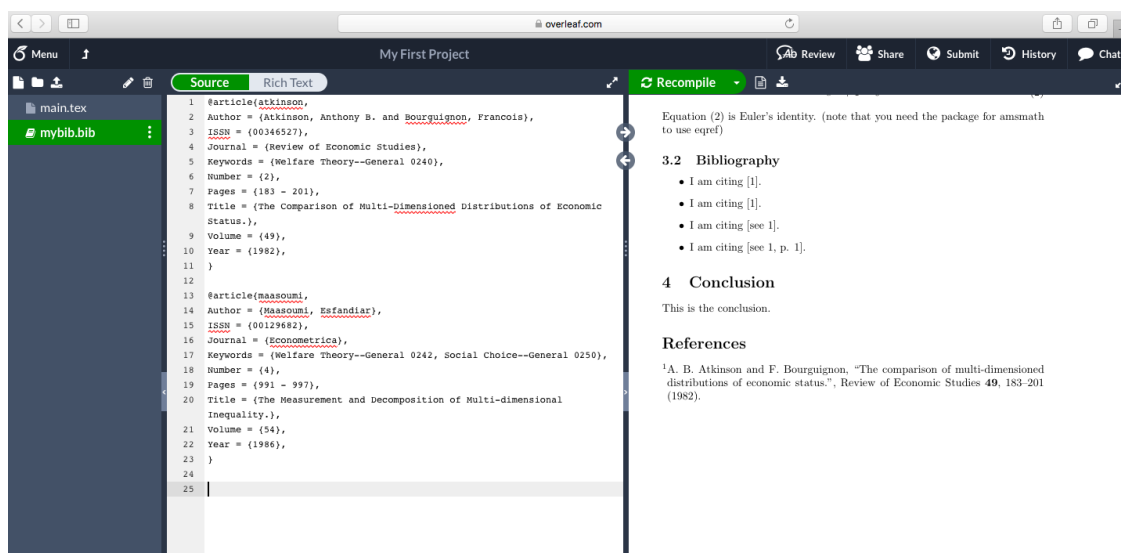 overleaf.com
Menu
My First Project
Review
Share
Submit
History
Chat
Source
Rich Text
Recompile
main.tex
mybib.bib
1 @article{atkinson,
2 Author = {Atkinson, Anthony B. and Bourguignon, Francois},
3 ISSN = {00346527},
4 Journal = {Review of Economic Studies},
5 Keywords = {Welfare Theory--General 0240},
6 Number = {2},
7 Pages = {183 - 201},
8 Title = {The Comparison of Multi-Dimensioned Distributions of Economic
Status.},
9 Volume = {49},
10 Year = {1982},
11 }
12
13 @article{maasoumi,
14 Author = {Maasoumi, Esfandiar},
15 ISSN = {00129682},
16 Journal = {Econometrica},
17 Keywords = {Welfare Theory--General 0242, Social Choice--General 0250},
18 Number = {4},
19 Pages = {991 - 997},
20 Title = {The Measurement and Decomposition of Multi-dimensional
Inequality.},
21 Volume = {54},
22 Year = {1986},
23 }
24
25
Equation (2) is Euler's identity. (note that you need the package for amsmath
to use eqref)
3.2 Bibliography
• I am citing [1].
• I am citing [1].
• I am citing [see 1].
• I am citing [see 1, p. 1].
4 Conclusion
This is the conclusion.
References
¹A. B. Atkinson and F. Bourguignon, “The comparison of multi-dimensioned
distributions of economic status.”, Review of Economic Studies 49, 183–201
(1982).